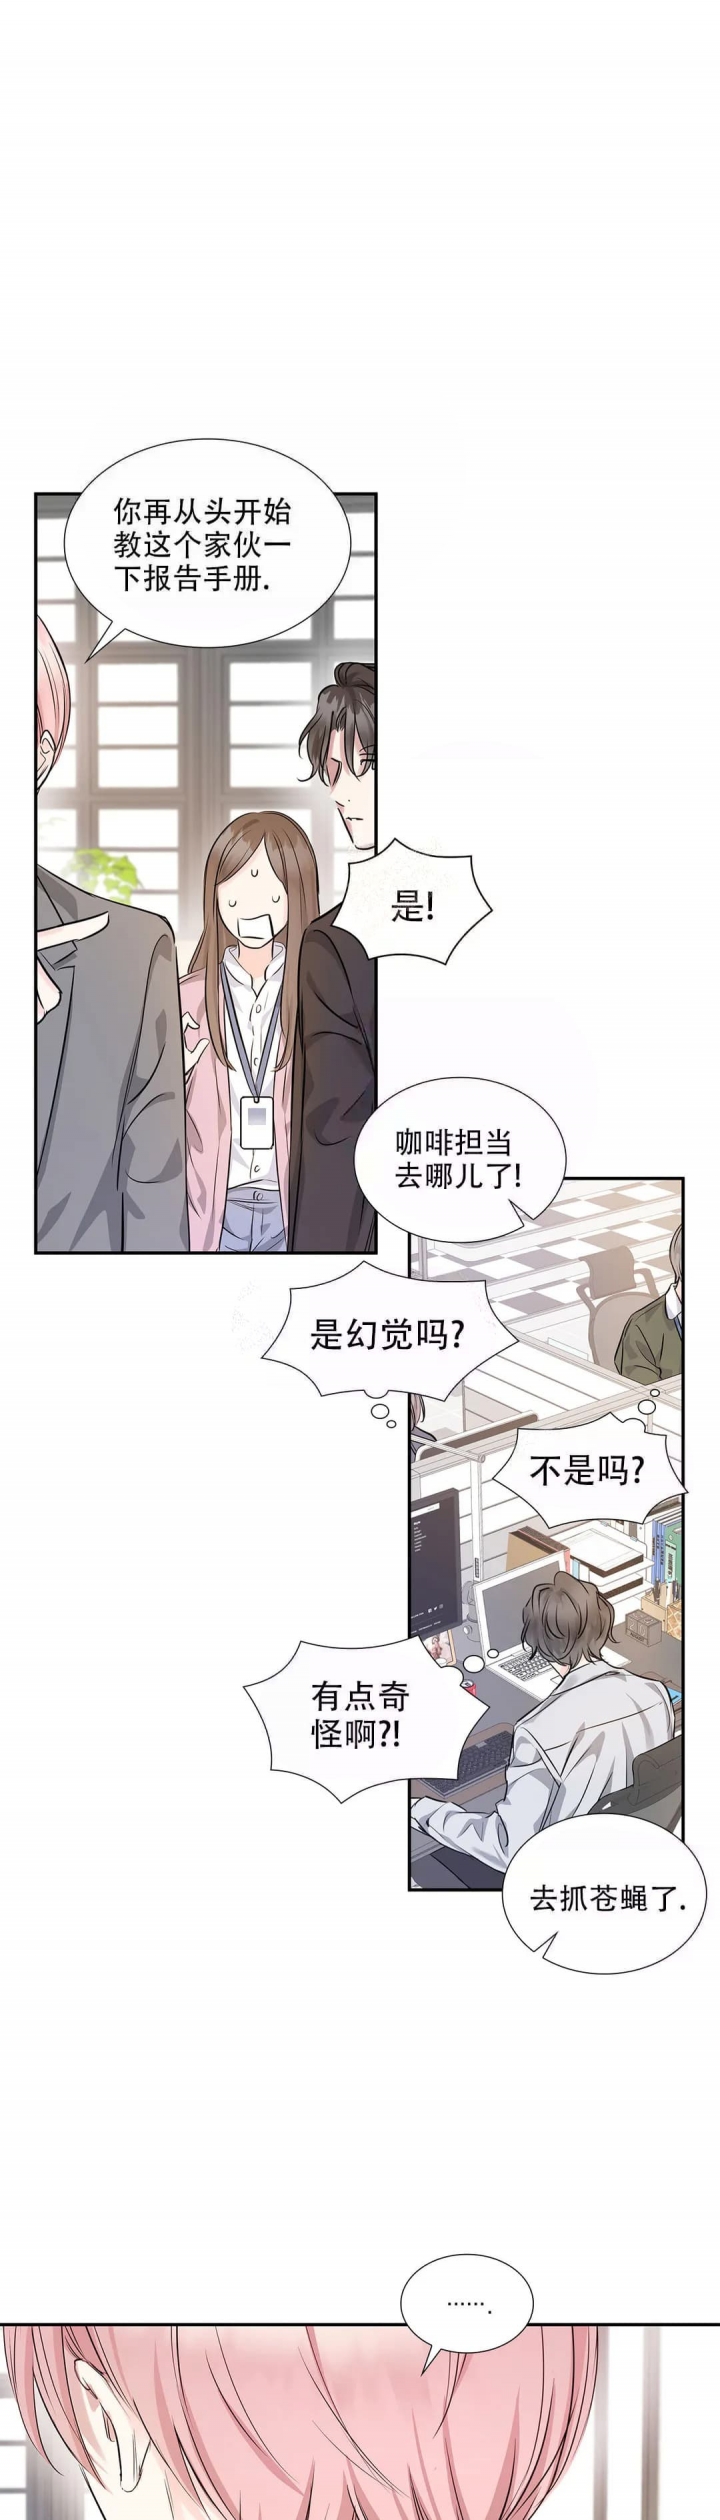 你再从头开始
教这个家伙一
下报告手册.
是!
咖啡担当
去哪儿了!
是幻觉吗?
不是吗?
有点奇
怪啊?!
去抓苍蝇了.
…….